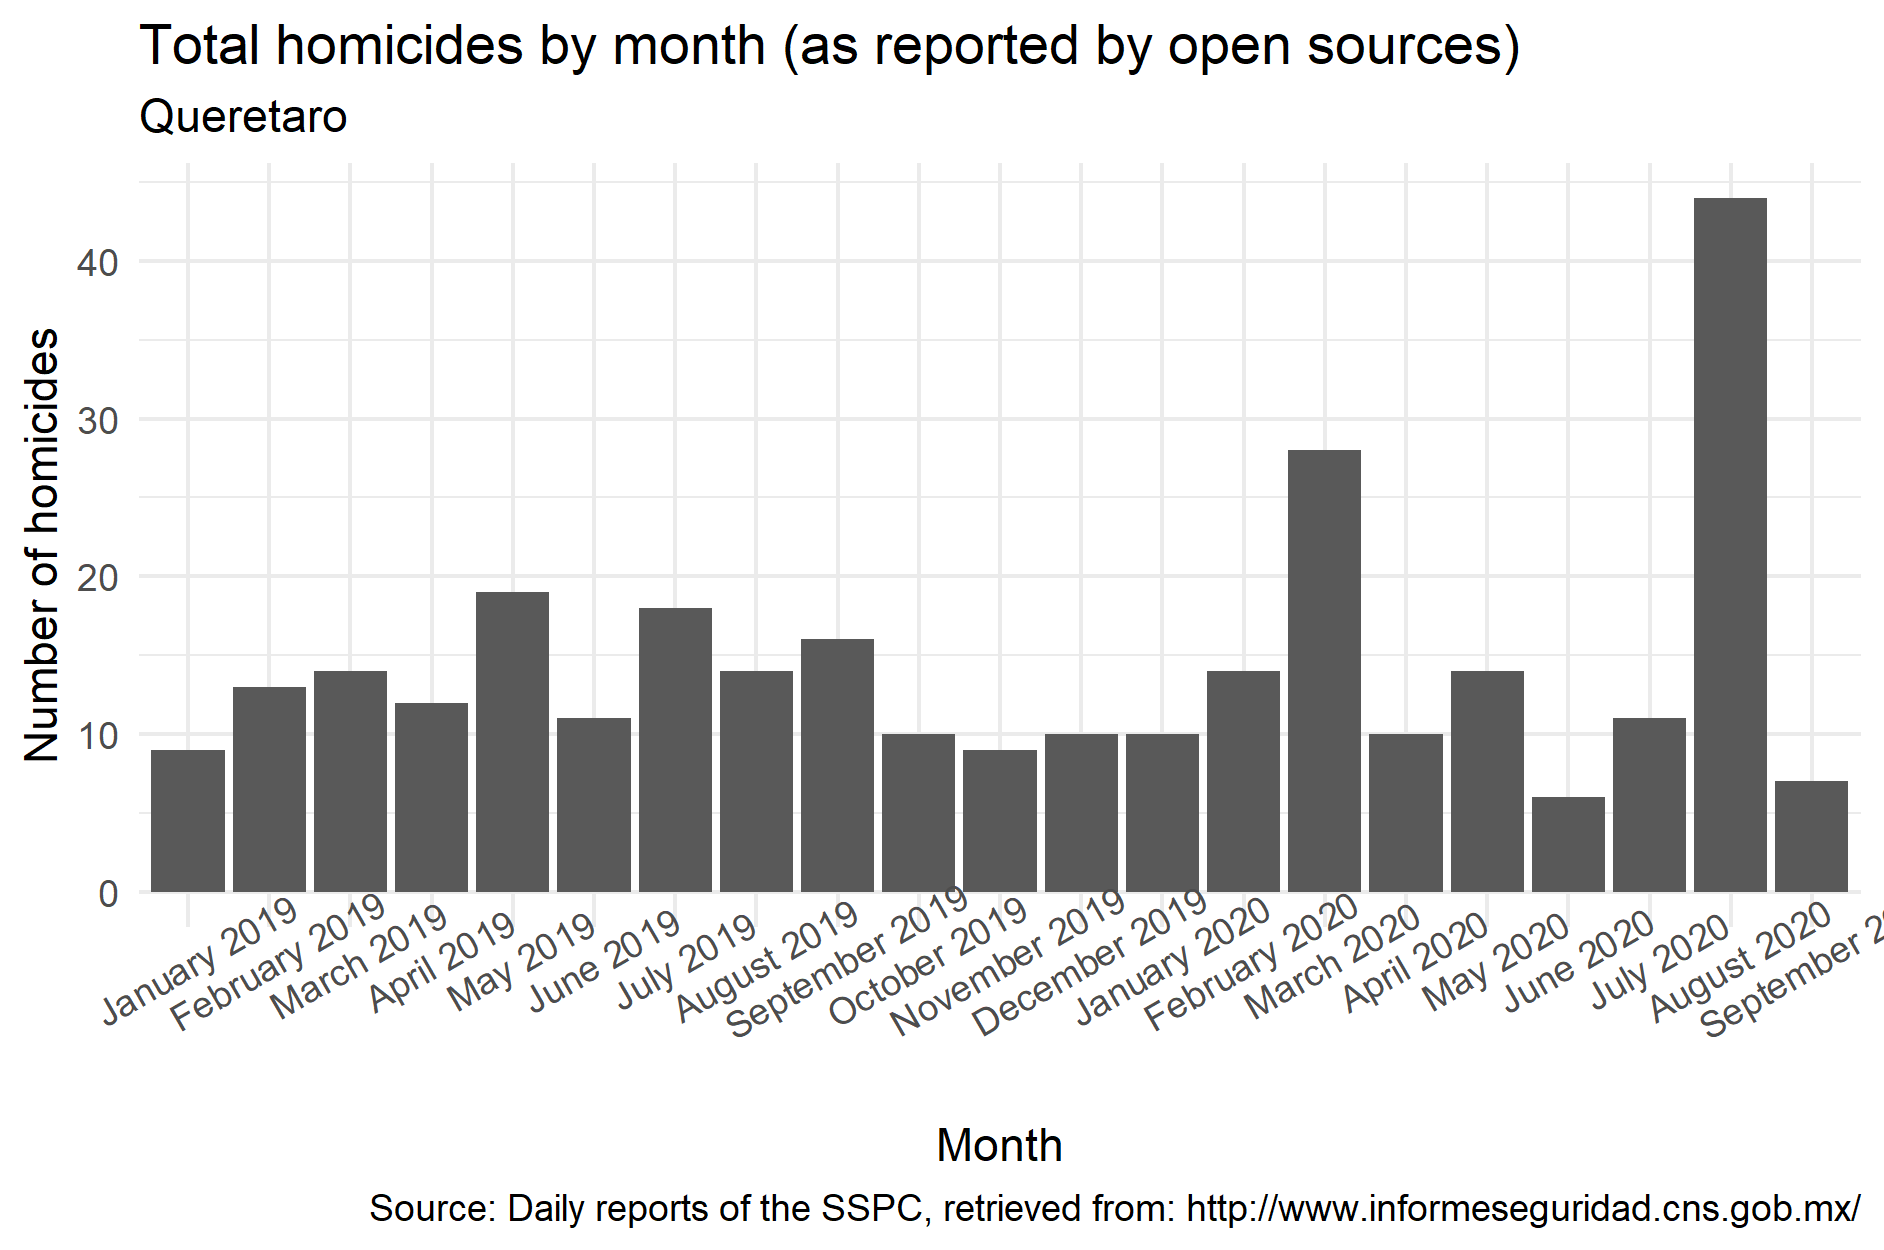 Total homicides by month (as reported by open sources)
Queretaro
Number of homicides
40
30
20
10
0
January 2019
February 2019
March 2019
April 2019
May 2019
June 2019
July 2019
August 2019
September 2019
October 2019
November 2019
December 2019
January 2020
February 2020
March 2020
April 2020
May 2020
June 2020
July 2020
August 2020
September 2
Month
Source: Daily reports of the SSPC, retrieved from: http://www.informeseguridad.cns.gob.mx/